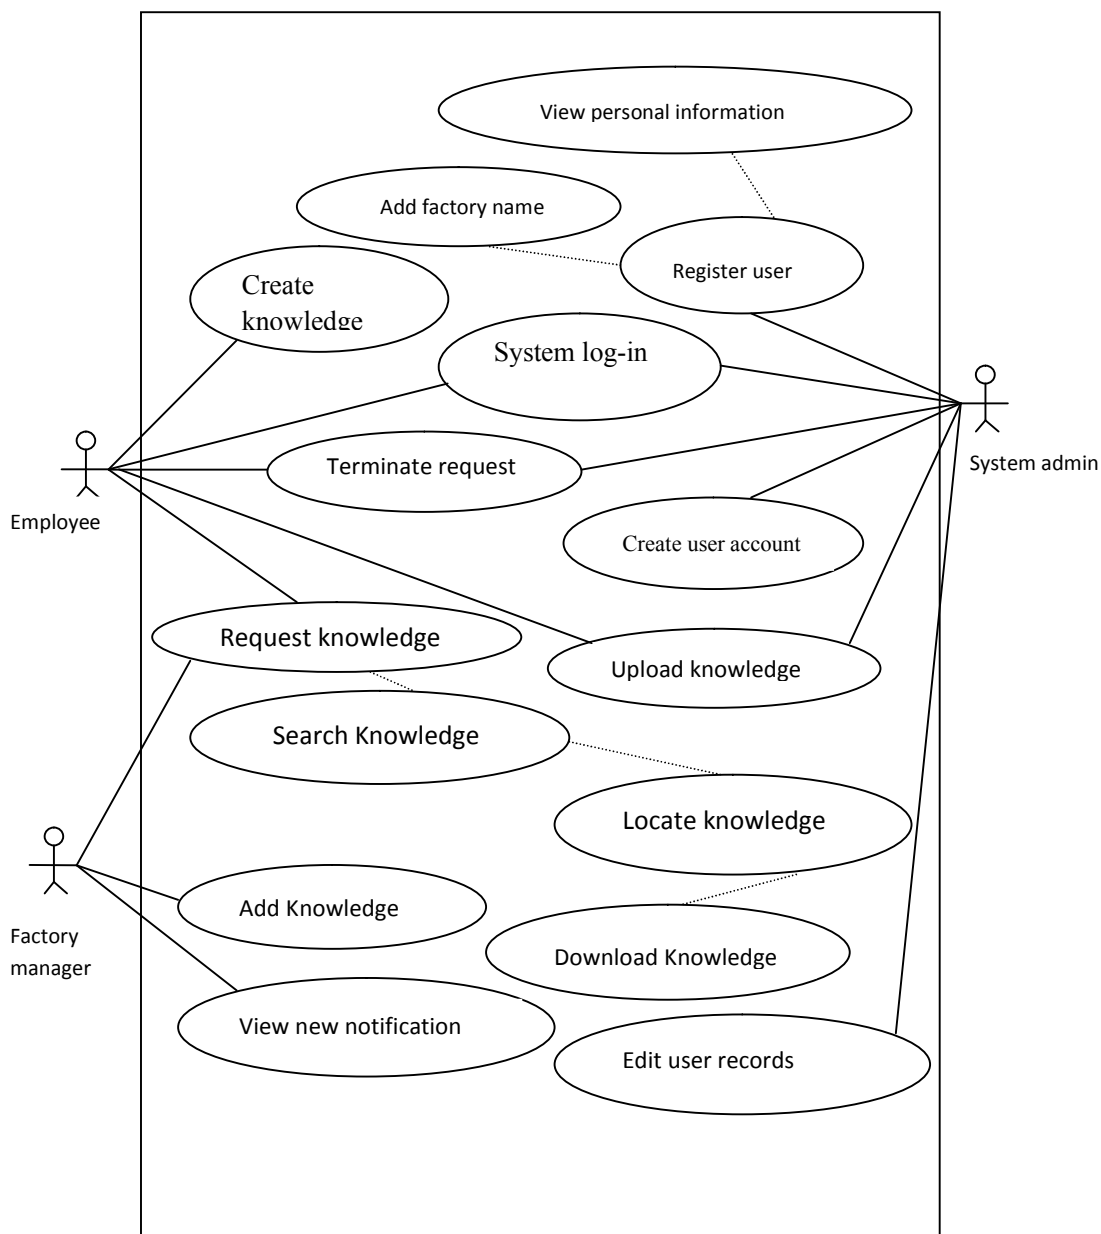 View personal information
Add factory name
Register user
Create
knowledge
System log-in
Terminate request
System admin
Employee
Create user account
Request knowledge
Upload knowledge
Search Knowledge
Locate knowledge
Add Knowledge
Factory
manager
Download Knowledge
View new notification
Edit user records